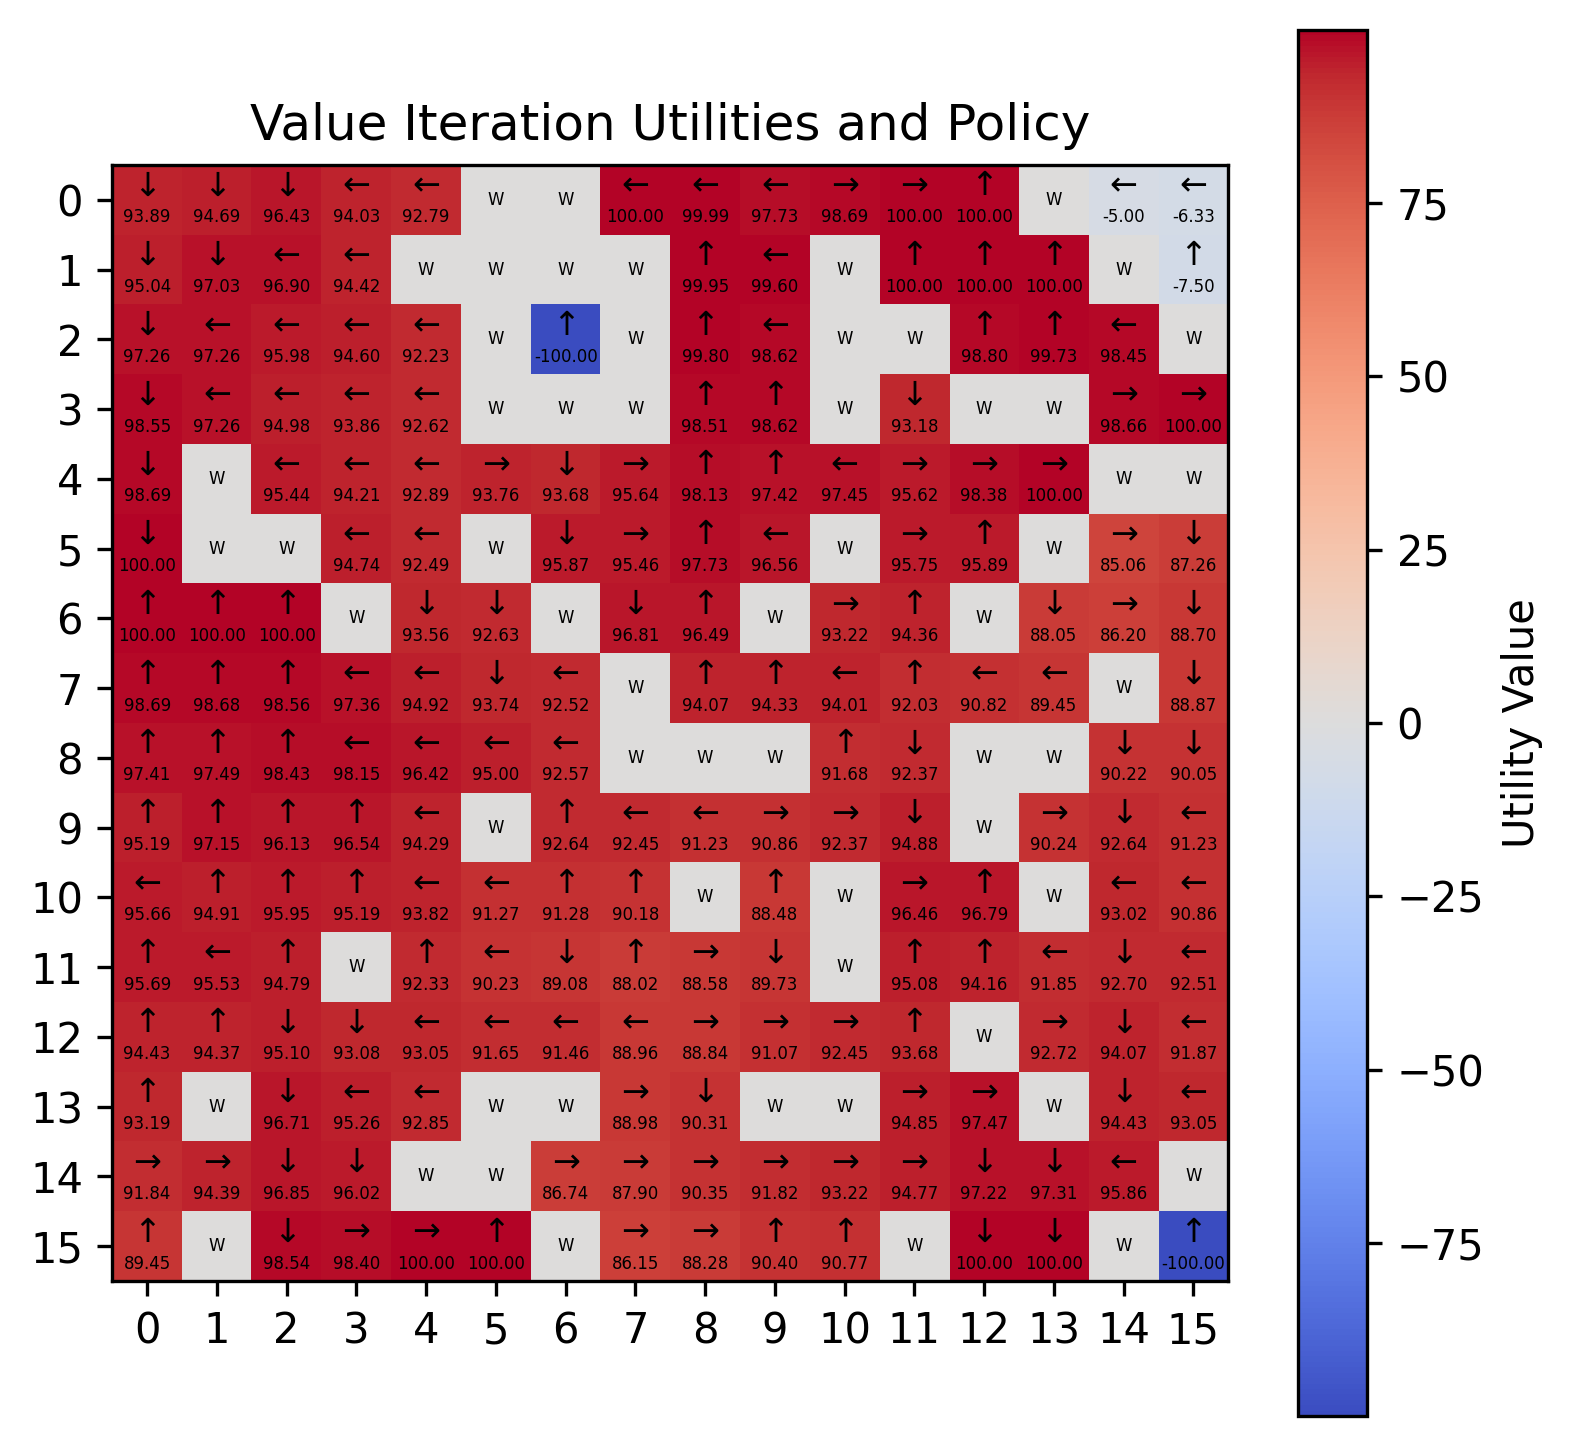 Value Iteration Utilities and Policy
0 ↓ ↓ ↓ ← ← W W ← ← ← → → ↑ W ← ←
93.89 94.69 96.43 94.03 92.79 100.00 99.99 97.73 98.69 100.00 100.00 -5.00 -6.33
1 ↓ ↓ ← ← W W W W ↑ ← W ↑ ↑ ↑ W ↑
95.04 97.03 96.90 94.42 99.95 99.60 100.00 100.00 100.00 -7.50
2 ↓ ← ← ← ← W ↑ W ↑ ← W W ↑ ↑ ← W
97.26 97.26 95.98 94.60 92.23 -100.00 99.80 98.62 98.80 99.73 98.45
3 ↓ ← ← ← ← W W W ↑ ↑ W ↓ W W → →
98.55 97.26 94.98 93.86 92.62 98.51 98.62 93.18 98.66 100.00
4 ↓ W ← ← ← → ↓ → ↑ ↑ ← → → → W W
98.69 95.44 94.21 92.89 93.76 93.68 95.64 98.13 97.42 97.45 95.62 98.38 100.00
5 ↓ W W ← ← W ↓ → ↑ ← W → ↑ W → ↓
100.00 94.74 92.49 95.87 95.46 97.73 96.56 95.75 95.89 85.06 87.26
6 ↑ ↑ ↑ W ↓ ↓ W ↓ ↑ W → ↑ W ↓ → ↓
100.00 100.00 100.00 93.56 92.63 96.81 96.49 93.22 94.36 88.05 86.20 88.70
7 ↑ ↑ ↑ ← ← ↓ ← W ↑ ↑ ← ↑ ← ← W ↓
98.69 98.68 98.56 97.36 94.92 93.74 92.52 94.07 94.33 94.01 92.03 90.82 89.45 88.87
8 ↑ ↑ ↑ ← ← ← ← W W W ↑ ↓ W W ↓ ↓
97.41 97.49 98.43 98.15 96.42 95.00 92.57 91.68 92.37 90.22 90.05
9 ↑ ↑ ↑ ↑ ← W ↑ ← ← → → ↓ W → ↓ ←
95.19 97.15 96.13 96.54 94.29 92.64 92.45 91.23 90.86 92.37 94.88 90.24 92.64 91.23
10 ← ↑ ↑ ↑ ← ← ↑ ↑ W ↑ W → ↑ W ← ←
95.66 94.91 95.95 95.19 93.82 91.27 91.28 90.18 88.48 96.46 96.79 93.02 90.86
11 ↑ ← ↑ W ↑ ← ↓ ↑ → ↓ W ↑ ↑ ← ↓ ←
95.69 95.53 94.79 92.33 90.23 89.08 88.02 88.58 89.73 95.08 94.16 91.85 92.70 92.51
12 ↑ ↑ ↓ ↓ ← ← ← ← → → → ↑ W → ↓ ←
94.43 94.37 95.10 93.08 93.05 91.65 91.46 88.96 88.84 91.07 92.45 93.68 92.72 94.07 91.87
13 ↑ W ↓ ← ← W W → ↓ W W → → W ↓ ←
93.19 96.71 95.26 92.85 88.98 90.31 94.85 97.47 94.43 93.05
14 → → ↓ ↓ W W → → → → → → ↓ ↓ ← W
91.84 94.39 96.85 96.02 86.74 87.90 90.35 91.82 93.22 94.77 97.22 97.31 95.86
15 ↑ W ↓ → → ↑ W → → ↑ ↑ W ↓ ↓ W ↑
89.45 98.54 98.40 100.00 100.00 86.15 88.28 90.40 90.77 100.00 100.00 -100.00
0 1 2 3 4 5 6 7 8 9 10 11 12 13 14 15
75
50
25
0
−25
−50
−75
Utility Value